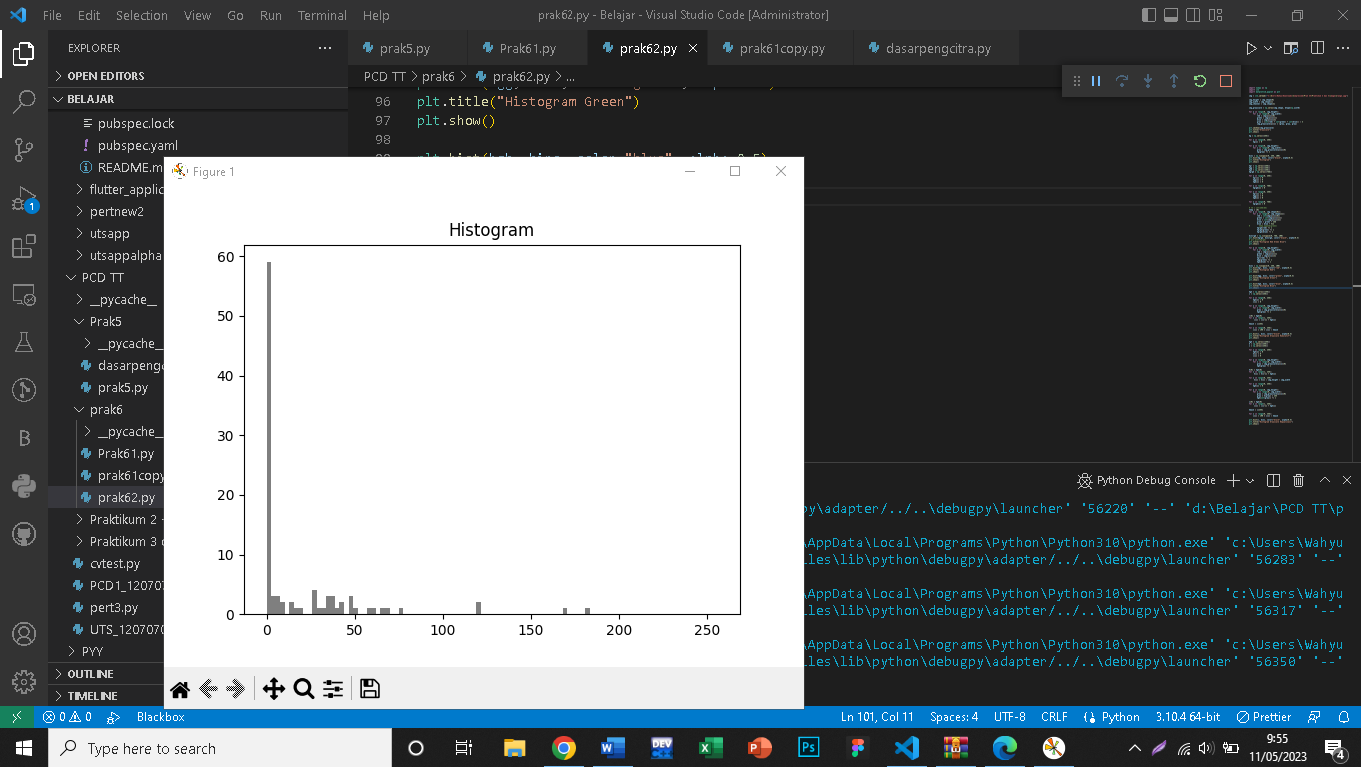 File Edit Selection View Go Run Terminal Help
prak62.py - Belajar - Visual Studio Code [Administrator]
EXPLORER
OPEN EDITORS
BELAJAR
pubspec.lock
pubspec.yaml
README.m
flutter_applic
pertnew2
utsapp
utsappalpha
PCD TT
__pycache__
Prak5
__pycache_
dasarpengc
prak5.py
prak6
__pycache_
Prak61.py
prak61copy
prak62.py
Praktikum 2 -
Praktikum 3
cvtest.py
PCD1_120707
pert3.py
UTS_1207070
PYY
OUTLINE
TIMELINE
1
prak5.py
Prak61.py
prak62.py
prak61copy.py
dasarpengcitra.py
PCD TT > prak6 > prak62.py > ...
96 plt.title("Histogram Green")
97 plt.show()
98
Figure 1
Histogram
60
50
40
30
20
10
0
0 50 100 150 200 250
Python Debug Console
py\adapter/../..\debugpy\launcher' '56220' '--' 'd:\Belajar\PCD TT\p
\AppData\Local\Programs\Python\Python310\python.exe' 'c:\Users\Wahyu
les\lib\python\debugpy\adapter/../..\debugpy\launcher' '56283' '--'
\AppData\Local\Programs\Python\Python310\python.exe' 'c:\Users\Wahyu
les\lib\python\debugpy\adapter/../..\debugpy\launcher' '56317' '--'
\AppData\Local\Programs\Python\Python310\python.exe' 'c:\Users\Wahyu
les\lib\python\debugpy\adapter/../..\debugpy\launcher' '56350' '--'
0 0 Blackbox
Ln 101, Col 11 Spaces: 4 UTF-8 CRLF Python 3.10.4 64-bit Prettier
Type here to search
DEV
9:55
11/05/2023
4